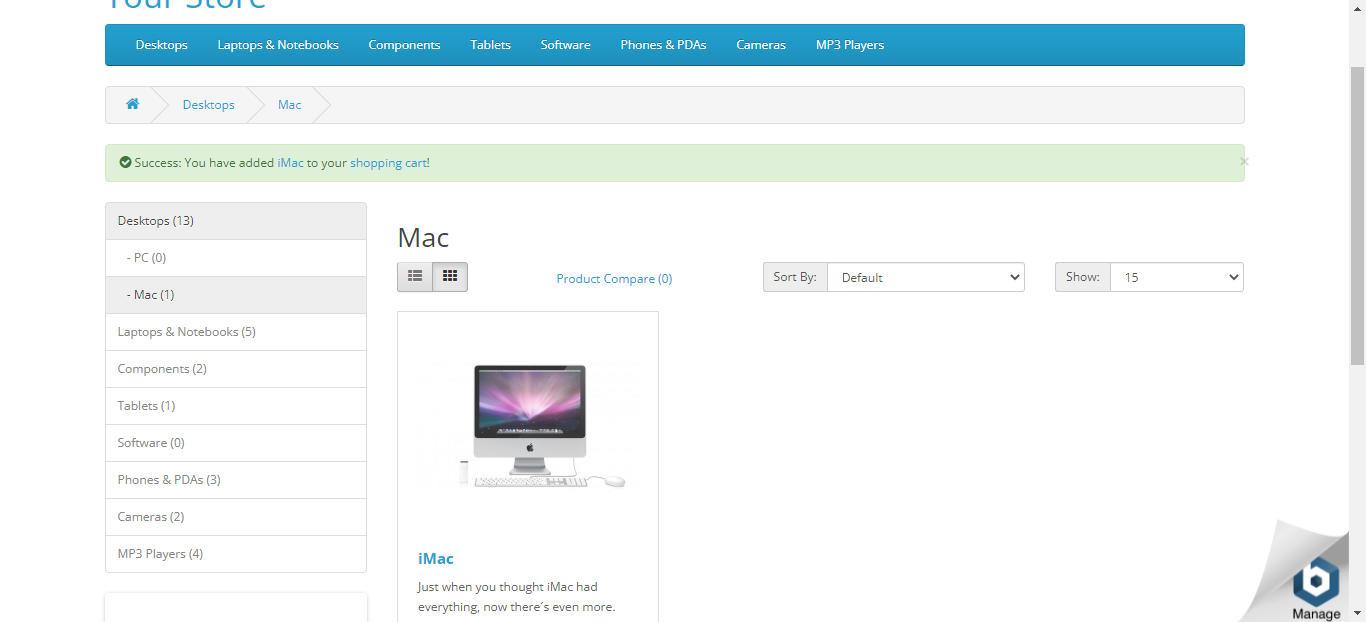 Your Store
Desktops Laptops & Notebooks Components Tablets Software Phones & PDAs Cameras MP3 Players
Desktops Mac
Success: You have added iMac to your shopping cart!
×
Desktops (13)
- PC (0)
- Mac (1)
Laptops & Notebooks (5)
Components (2)
Tablets (1)
Software (0)
Phones & PDAs (3)
Cameras (2)
MP3 Players (4)
Mac
Product Compare (0)
Sort By: Default
Show: 15
iMac
Just when you thought iMac had
everything, now there´s even more.
Manage